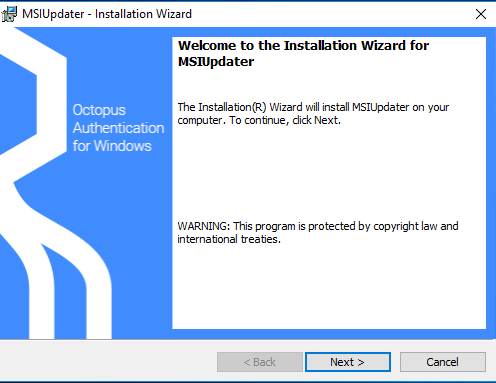 MSIUpdater - Installation Wizard
Octopus
Authentication
for Windows
Welcome to the Installation Wizard for
MSIUpdater
The Installation(R) Wizard will install MSIUpdater on your
computer. To continue, click Next.
WARNING: This program is protected by copyright law and
international treaties.
< Back
Next >
Cancel